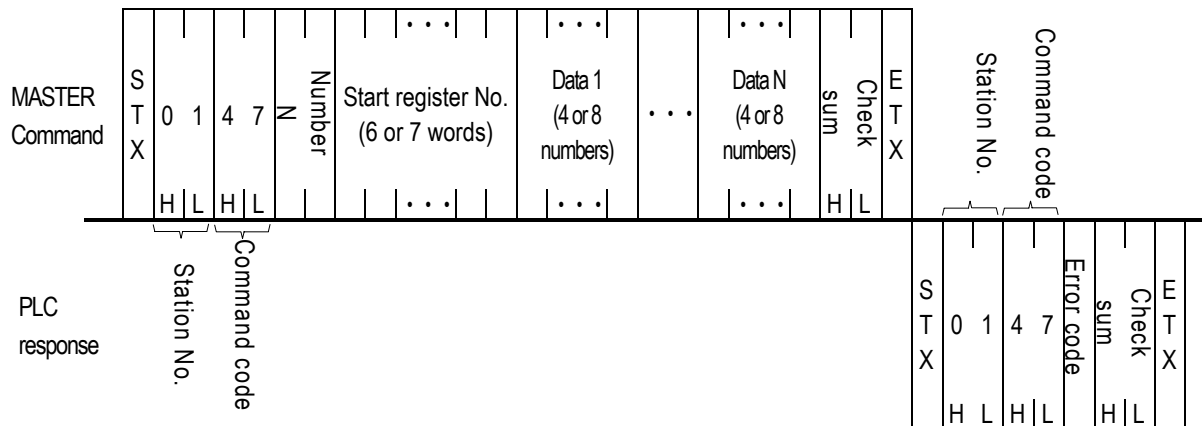 MASTER
Command
S
T
X
0 1
4 7
N
Number
• • •
Start register No.
(6 or 7 words)
• • •
• • •
Data 1
(4 or 8
numbers)
• • •
• • •
• • •
Data N
(4 or 8
numbers)
• • •
Check
sum
E
T
X
H L H L
H L
Station No.
Command code
Station No.
Command code
PLC
response
S
T
X
0 1
4 7
Error code
Check
sum
E
T
X
H L H L
H L